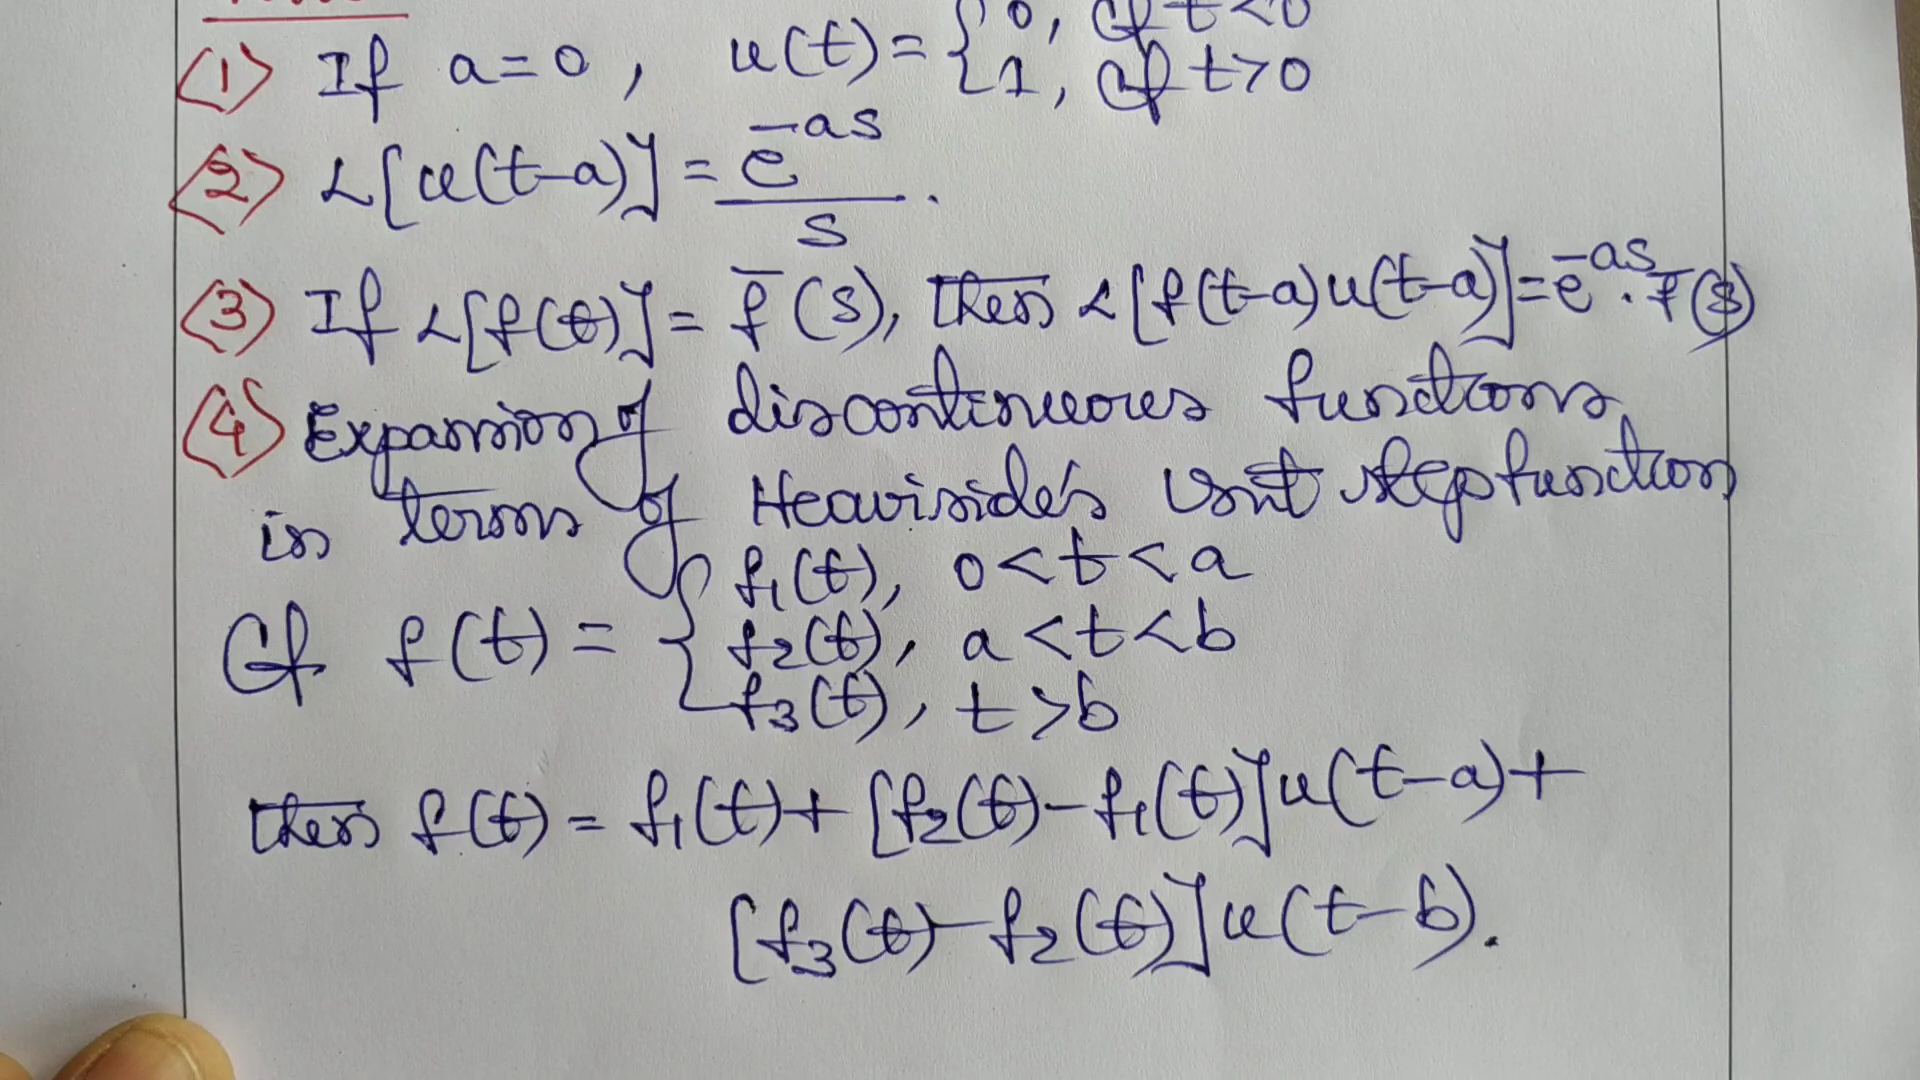 (1) If a=0, u(t) = { 0, if t<0
1, if t>0
(2) L[u(t-a)] = e^-as / s.
(3) If L[f(t)] = f̄(s), then L[f(t-a)u(t-a)] = e^-as . f̄(s)
(4) Expansion of discontinuous functions
in terms of Heaviside's Unit step function
If f(t) = { f1(t), 0<t<a
f2(t), a<t<b
f3(t), t>b
then f(t) = f1(t) + [f2(t) - f1(t)]u(t-a) +
[f3(t) - f2(t)]u(t-b).